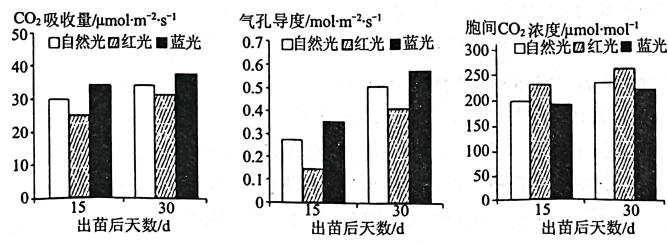 CO₂吸收量/μmol·m⁻²·s⁻¹
自然光 红光 蓝光
50
40
30
20
10
0
15 30
出苗后天数/d
气孔导度/mol·m⁻²·s⁻¹
自然光 红光 蓝光
0.7
0.6
0.5
0.4
0.3
0.2
0.1
0
15 30
出苗后天数/d
胞间CO₂浓度/μmol·mol⁻¹
自然光 红光 蓝光
300
250
200
150
100
50
0
15 30
出苗后天数/d